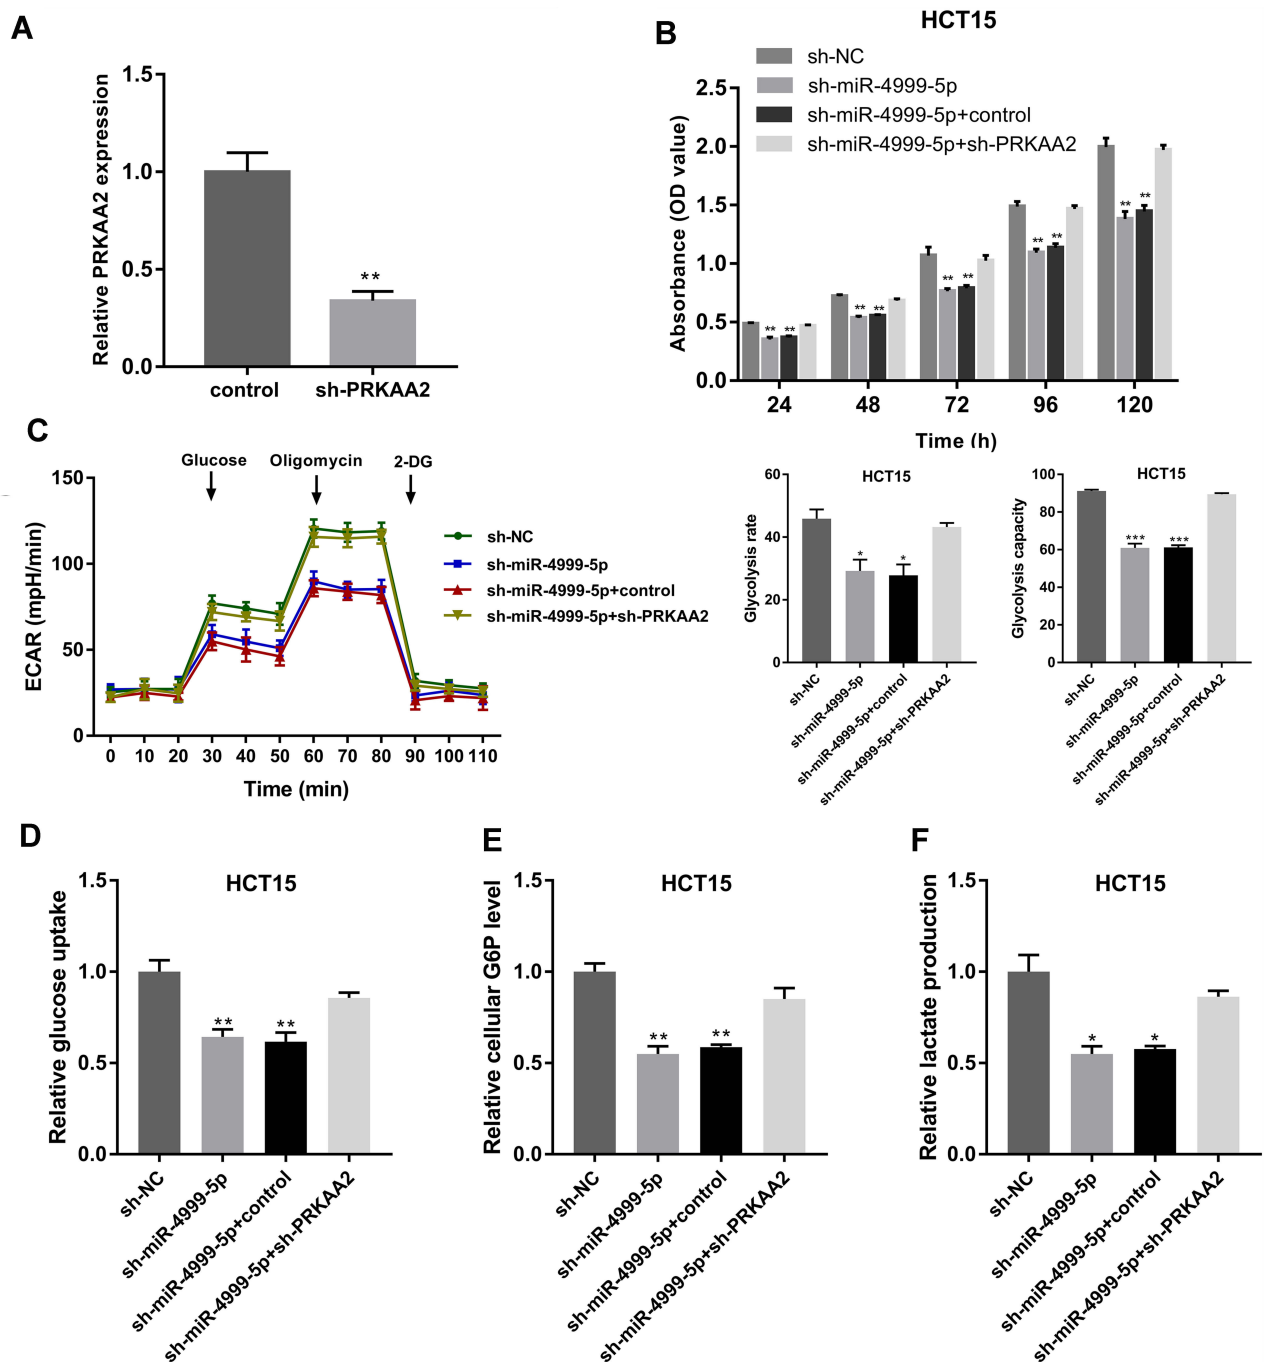 A
Relative PRKAA2 expression
1.5
1.0
0.5
0.0
**
control
sh-PRKAA2
B
HCT15
sh-NC
sh-miR-4999-5p
sh-miR-4999-5p+control
sh-miR-4999-5p+sh-PRKAA2
Absorbance (OD value)
2.5
2.0
1.5
1.0
0.5
0.0
** **
** **
** **
** **
** **
24 48 72 96 120
Time (h)
C
Glucose Oligomycin 2-DG
ECAR (mpH/min)
150
100
50
0
0 10 20 30 40 50 60 70 80 90 100 110
Time (min)
sh-NC
sh-miR-4999-5p
sh-miR-4999-5p+control
sh-miR-4999-5p+sh-PRKAA2
HCT15
Glycolysis rate
60
40
20
0
* *
sh-NC
sh-miR-4999-5p
sh-miR-4999-5p+control
sh-miR-4999-5p+sh-PRKAA2
HCT15
Glycolysis capacity
100
80
60
40
20
0
*** ***
sh-NC
sh-miR-4999-5p
sh-miR-4999-5p+control
sh-miR-4999-5p+sh-PRKAA2
D
HCT15
Relative glucose uptake
1.5
1.0
0.5
0.0
** **
sh-NC
sh-miR-4999-5p
sh-miR-4999-5p+control
sh-miR-4999-5p+sh-PRKAA2
E
HCT15
Relative cellular G6P level
1.5
1.0
0.5
0.0
** **
sh-NC
sh-miR-4999-5p
sh-miR-4999-5p+control
sh-miR-4999-5p+sh-PRKAA2
F
HCT15
Relative lactate production
1.5
1.0
0.5
0.0
* *
sh-NC
sh-miR-4999-5p
sh-miR-4999-5p+control
sh-miR-4999-5p+sh-PRKAA2